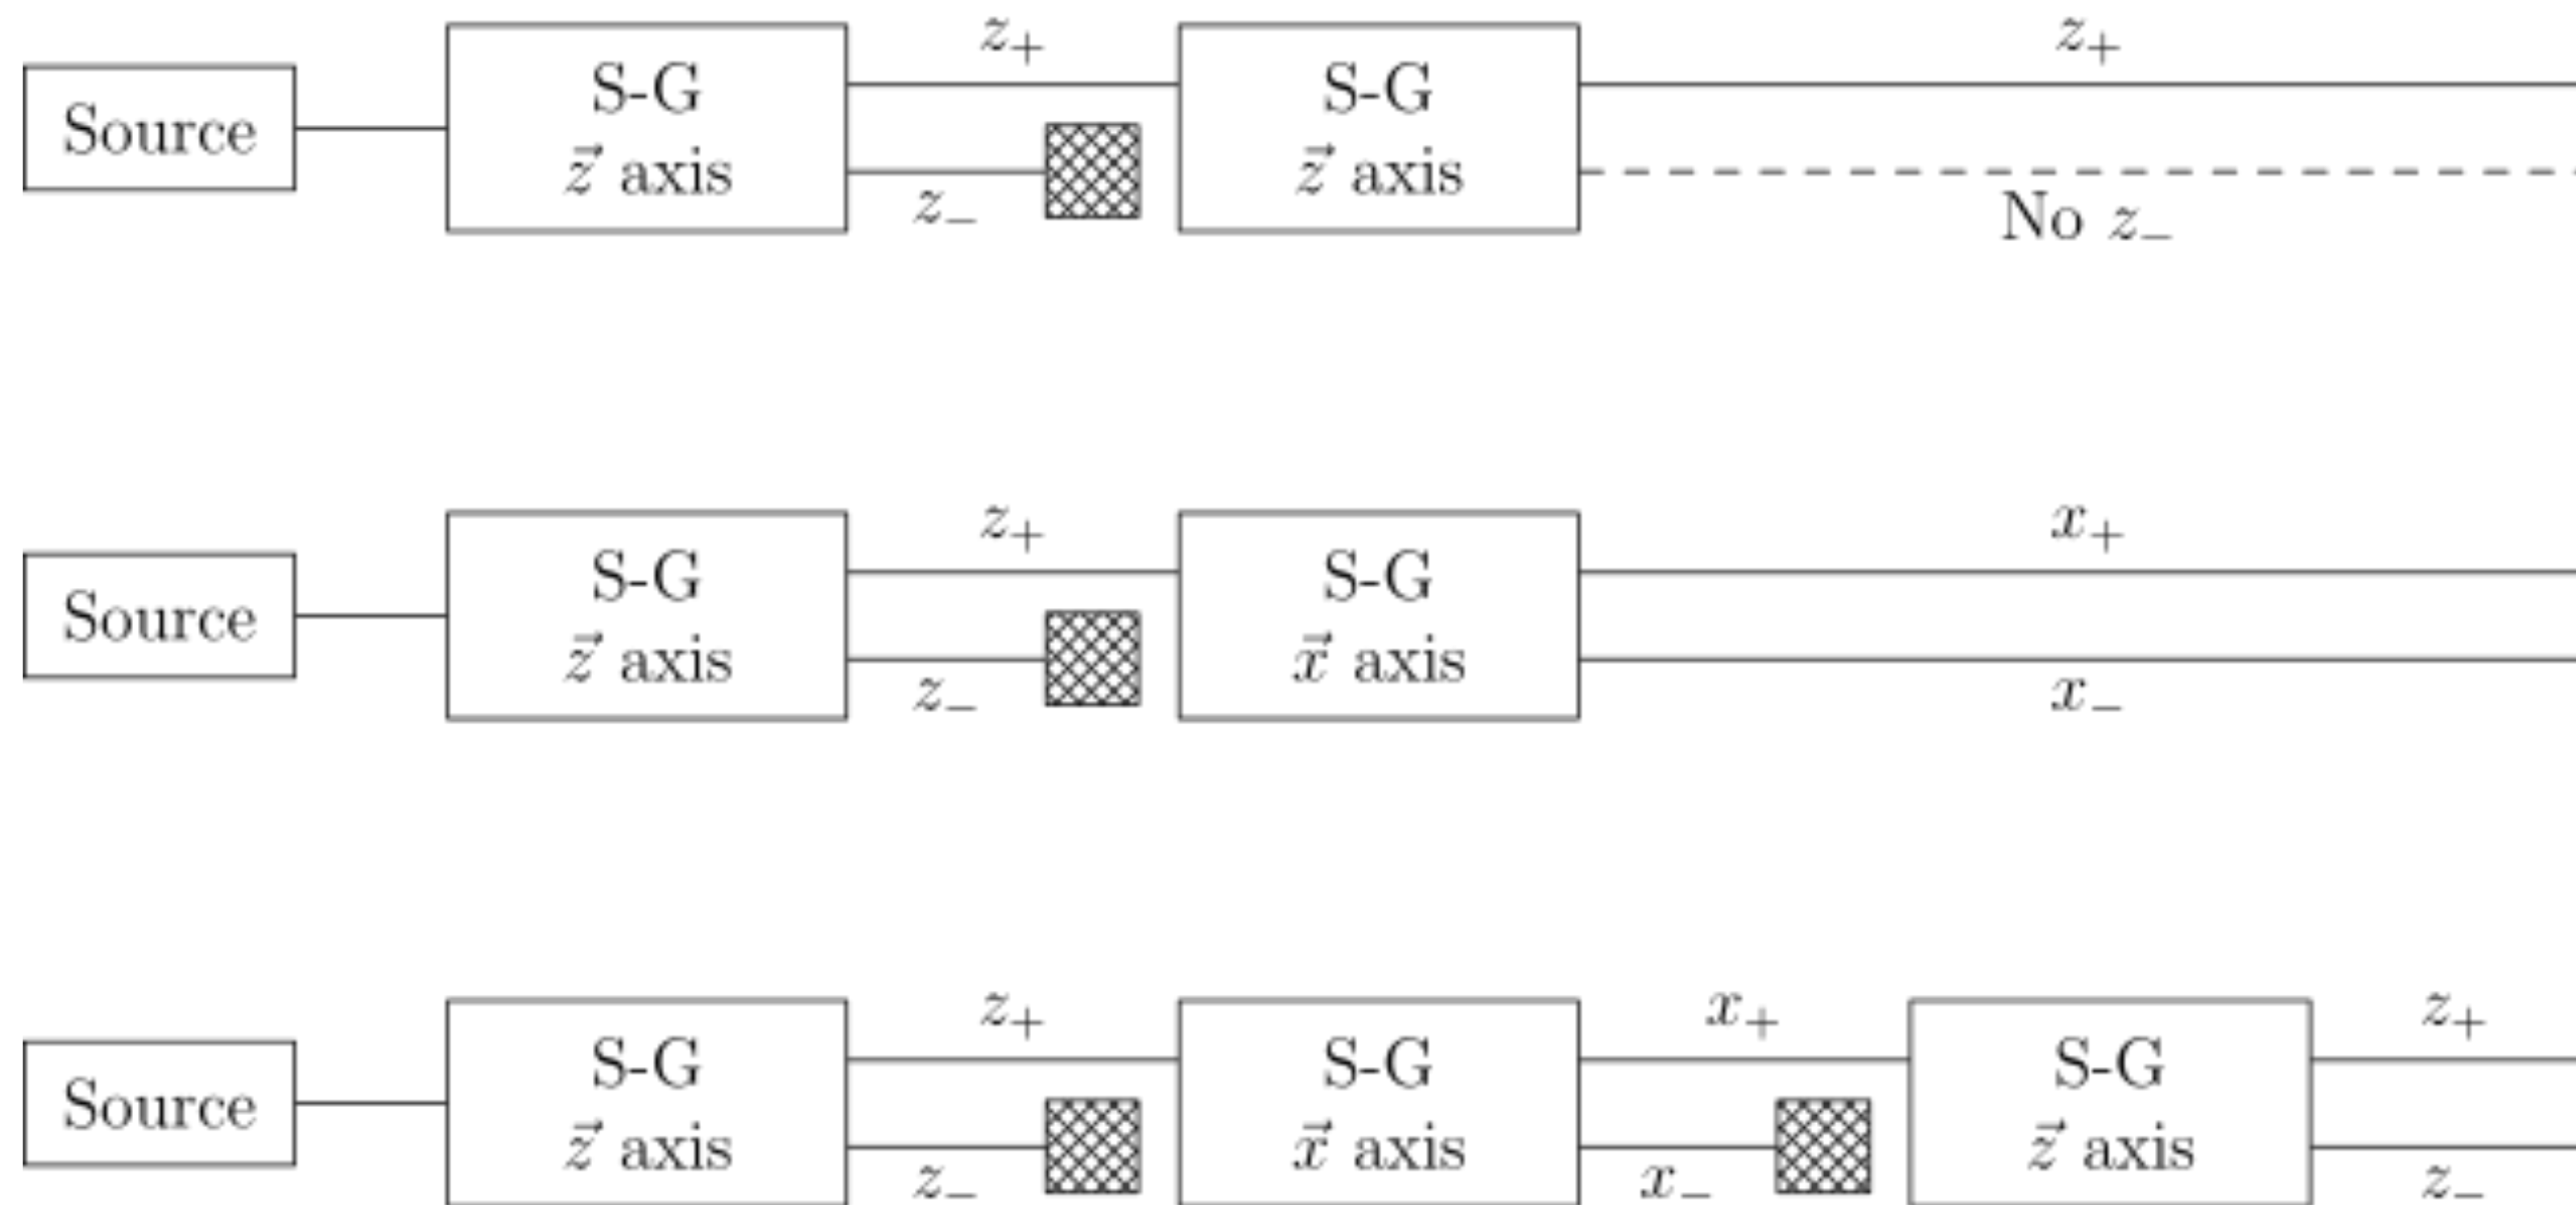 z₊
z₊
Source
S-G
z⃗ axis
S-G
z⃗ axis
z₋
No z₋
z₊
x₊
Source
S-G
z⃗ axis
S-G
x⃗ axis
z₋
x₋
z₊
x₊
z₊
Source
S-G
z⃗ axis
S-G
x⃗ axis
S-G
z⃗ axis
z₋
x₋
z₋